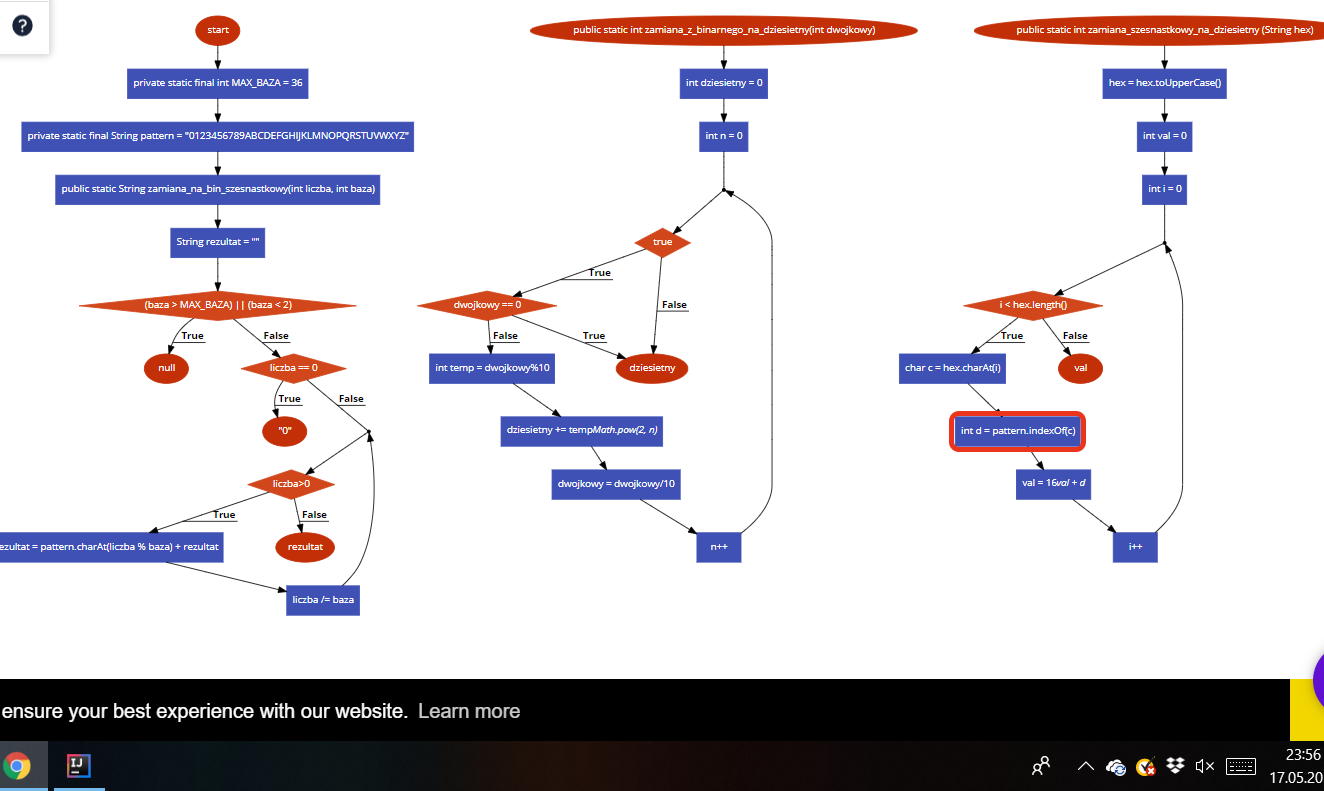 ?
start
private static final int MAX_BAZA = 36
private static final String pattern = "0123456789ABCDEFGHIJKLMNOPQRSTUVWXYZ"
public static String zamiana_na_bin_szesnastkowy(int liczba, int baza)
String rezultat = ""
(baza > MAX_BAZA) || (baza < 2)
True
False
null
liczba == 0
True
False
"0"
liczba>0
True
False
ezultat = pattern.charAt(liczba % baza) + rezultat
rezultat
liczba /= baza
public static int zamiana_z_binarnego_na_dziesietny(int dwojkowy)
int dziesietny = 0
int n = 0
true
True
False
dwojkowy == 0
False
True
int temp = dwojkowy%10
dziesietny
dziesietny += tempMath.pow(2, n)
dwojkowy = dwojkowy/10
n++
public static int zamiana_szesnastkowy_na_dziesietny (String hex)
hex = hex.toUpperCase()
int val = 0
int i = 0
i < hex.length()
True
False
char c = hex.charAt(i)
val
int d = pattern.indexOf(c)
val = 16val + d
i++
ensure your best experience with our website. Learn more
IJ
23:56
17.05.20